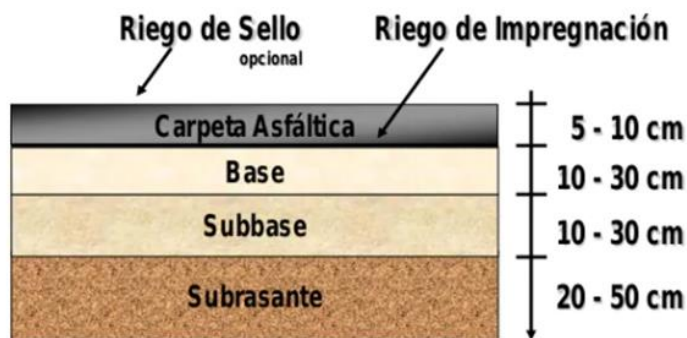 Riego de Sello
opcional
Riego de Impregnación
Carpeta Asfáltica
5 - 10 cm
Base
10 - 30 cm
Subbase
10 - 30 cm
Subrasante
20 - 50 cm